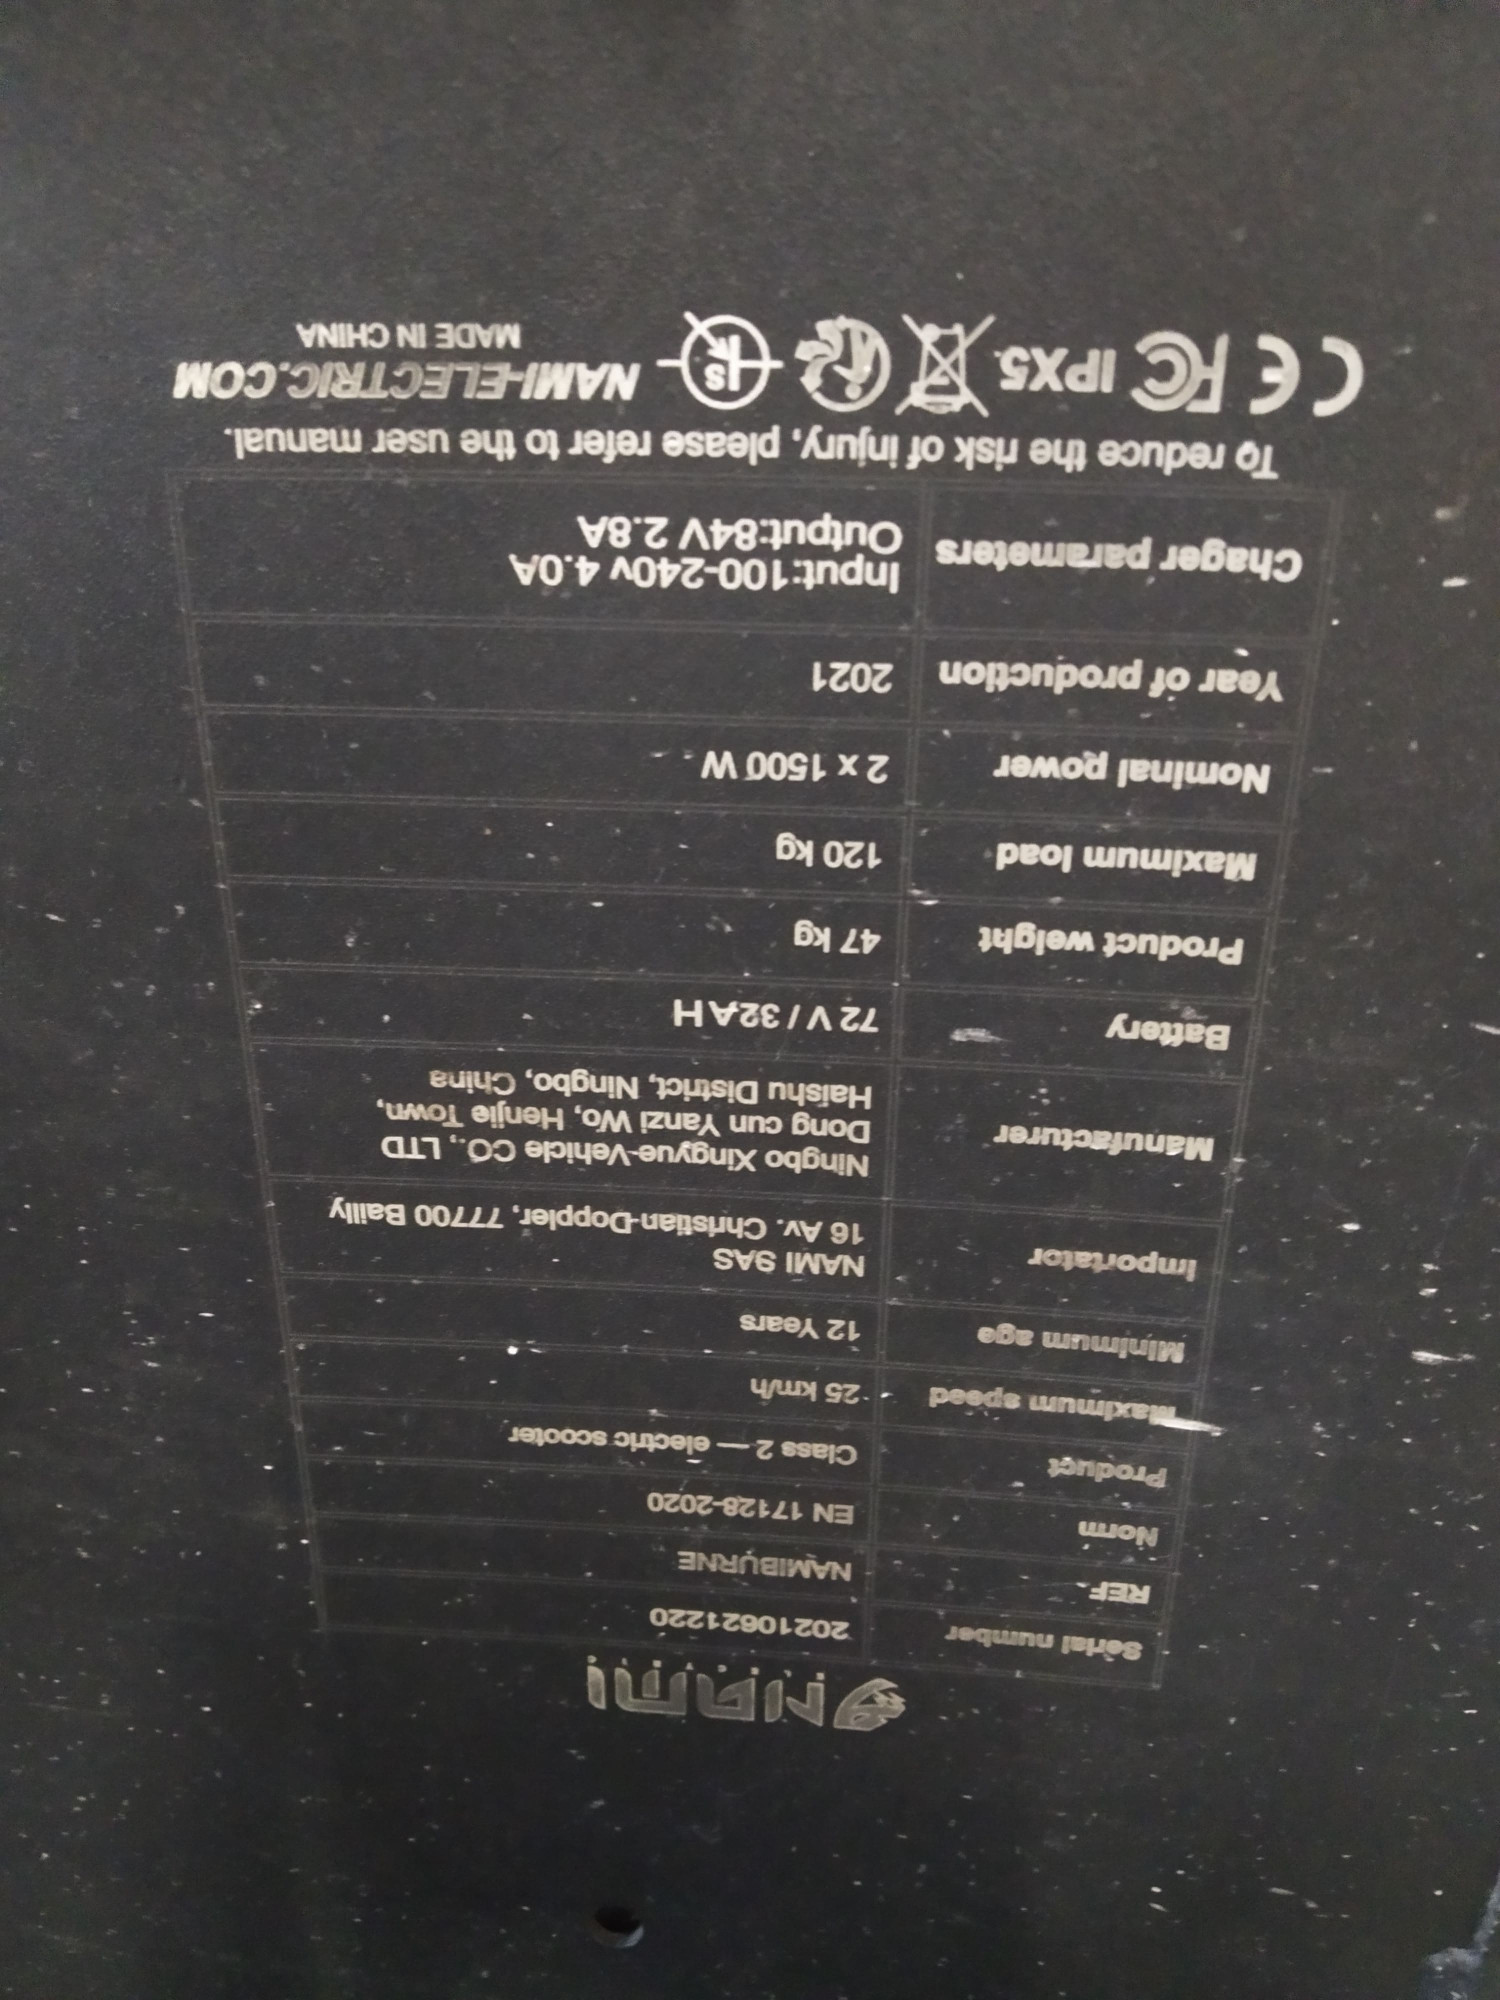 NAMI
Serial number 20210621220
REF NAMIBURNE
Norm EN 17128-2020
Product Class 2 — electric scooter
Maximum speed 25 km/h
Minimum age 12 Years
Importator NAMI SAS
16 Av. Christian-Doppler, 77700 Bailly
Manufacturer Ningbo Xingyue-Vehicle CO., LTD
Dong cun Yanzi Wo, Henjie Town,
Haishu District, Ningbo, China
Battery 72 V / 32A H
Product weight 47 kg
Maximum load 120 kg
Nominal power 2 x 1500 W
Year of production 2021
Chager parameters Input:100-240v 4.0A
Output:84V 2.8A
To reduce the risk of injury, please refer to the user manual.
CE FC IPX5 NAMI-ELECTRIC.COM
MADE IN CHINA